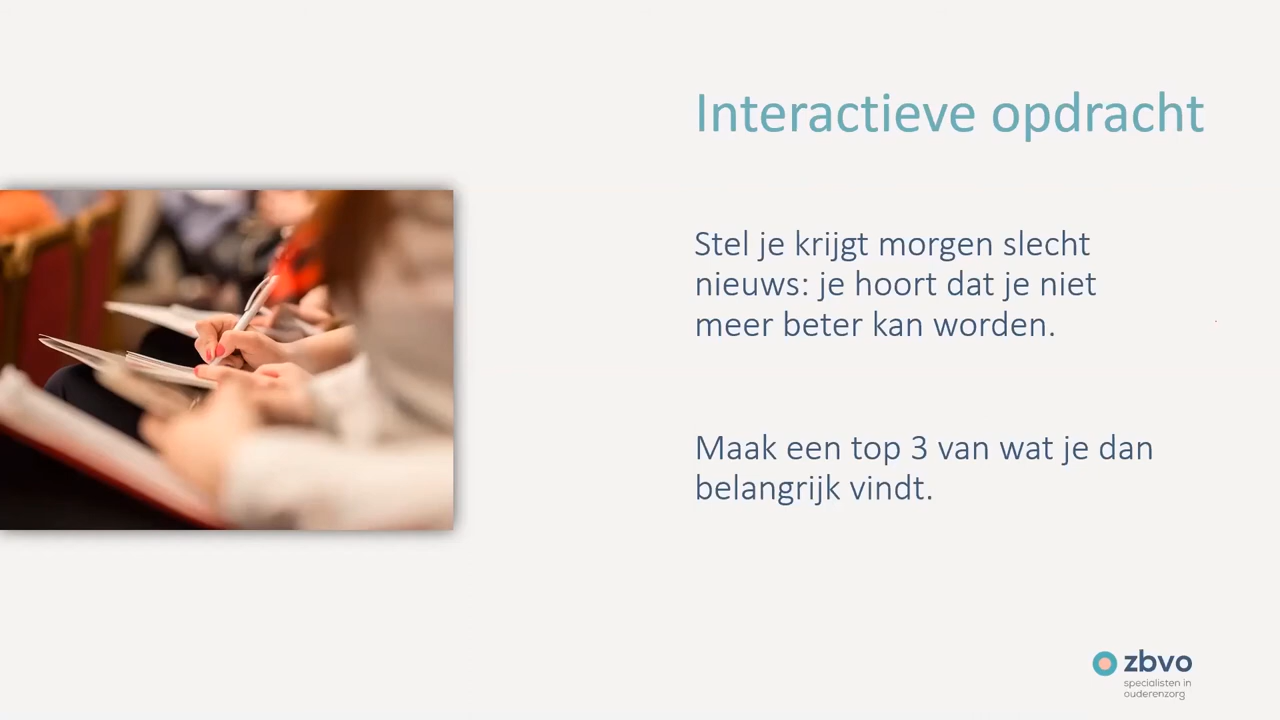 Interactieve opdracht
Stel je krijgt morgen slecht
nieuws: je hoort dat je niet
meer beter kan worden.
Maak een top 3 van wat je dan
belangrijk vindt.
zbvo
specialisten in
ouderenzorg